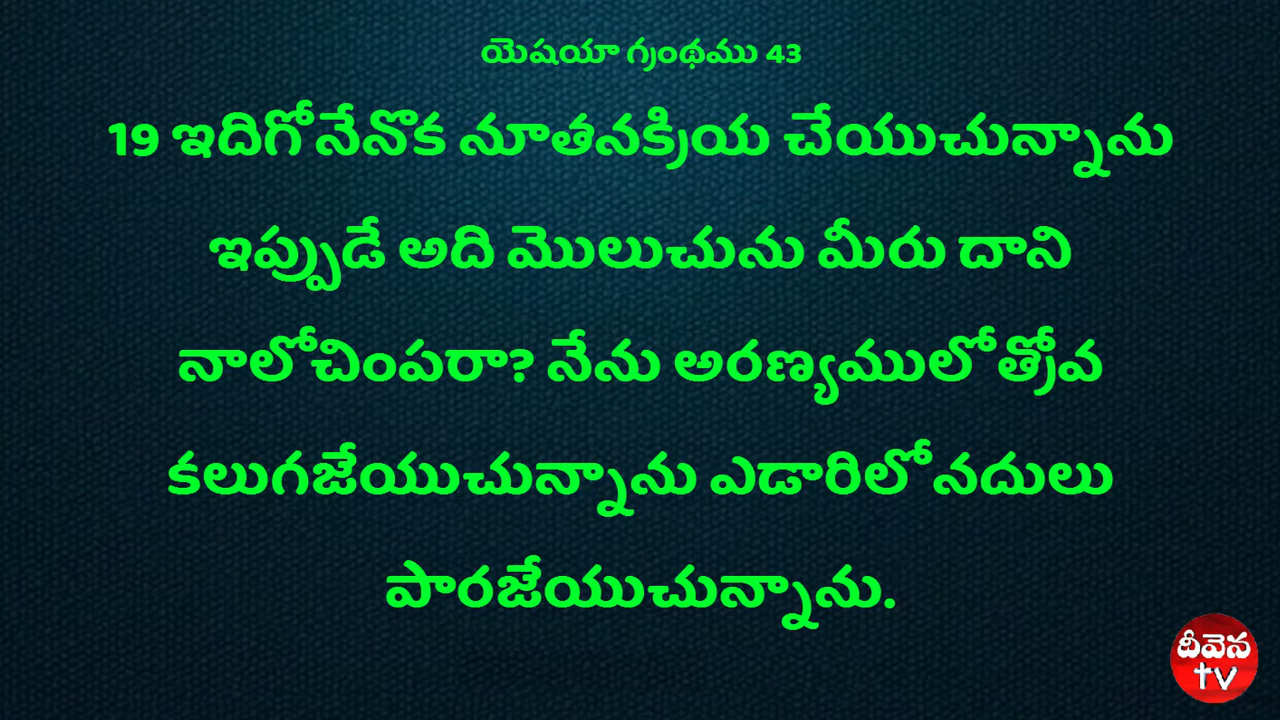 యెషయా గ్రంథము 43
19 ఇదిగోనేనొక నూతనక్రియ చేయుచున్నాను
ఇప్పుడే అది మొలుచును మీరు దాని
నాలోచింపరా? నేను అరణ్యములోత్రోవ
కలుగజేయుచున్నాను ఎడారిలోనదులు
పారజేయుచున్నాను.
దీవెన
tv